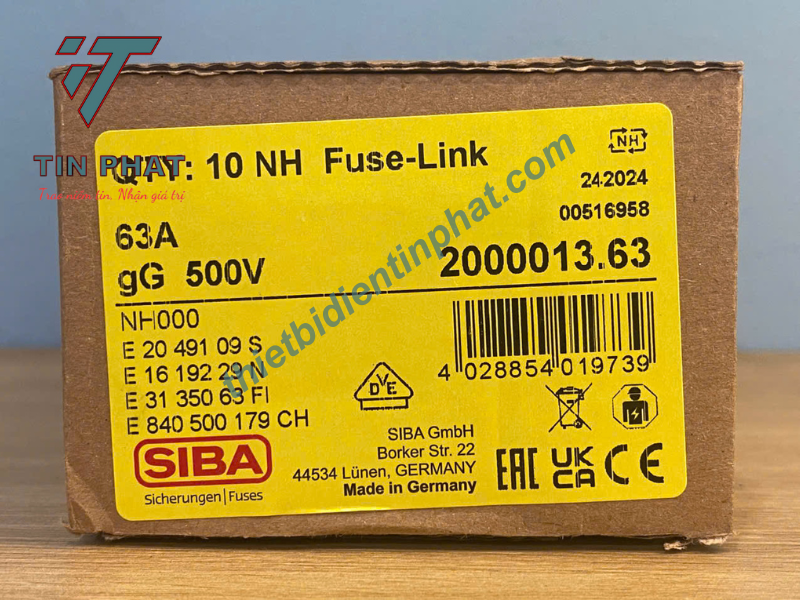 TIN PHAT
Trao niềm tin, Nhận giá trị
QTY: 10 NH Fuse-Link
NH
242024
00516958
63A
gG 500V
2000013.63
NH000
E 20 491 09 S
E 16 192 29 N
E 31 350 63 FI
E 840 500 179 CH
4 028854 019739
DVE
SIBA
Sicherungen|Fuses
SIBA GmbH
Borker Str. 22
44534 Lünen, GERMANY
Made in Germany
EAC UK CA CE
thietbidientinphat.com